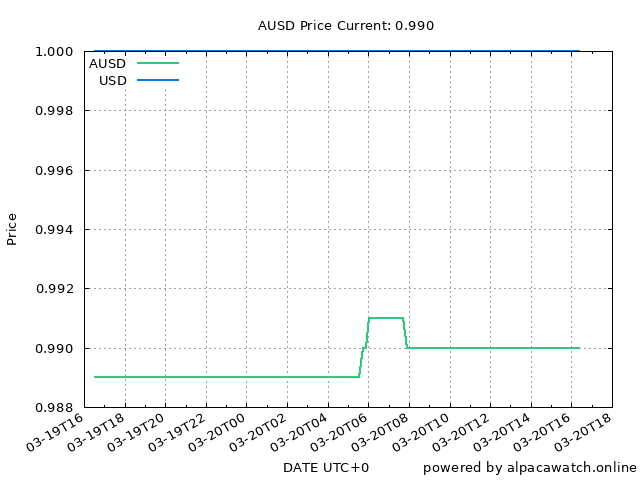 AUSD Price Current: 0.990
1.000
AUSD
USD
0.998
0.996
0.994
Price
0.992
0.990
0.988
03-19T16
03-19T18
03-19T20
03-19T22
03-20T00
03-20T02
03-20T04
03-20T06
03-20T08
03-20T10
03-20T12
03-20T14
03-20T16
03-20T18
DATE UTC+0
powered by alpacawatch.online